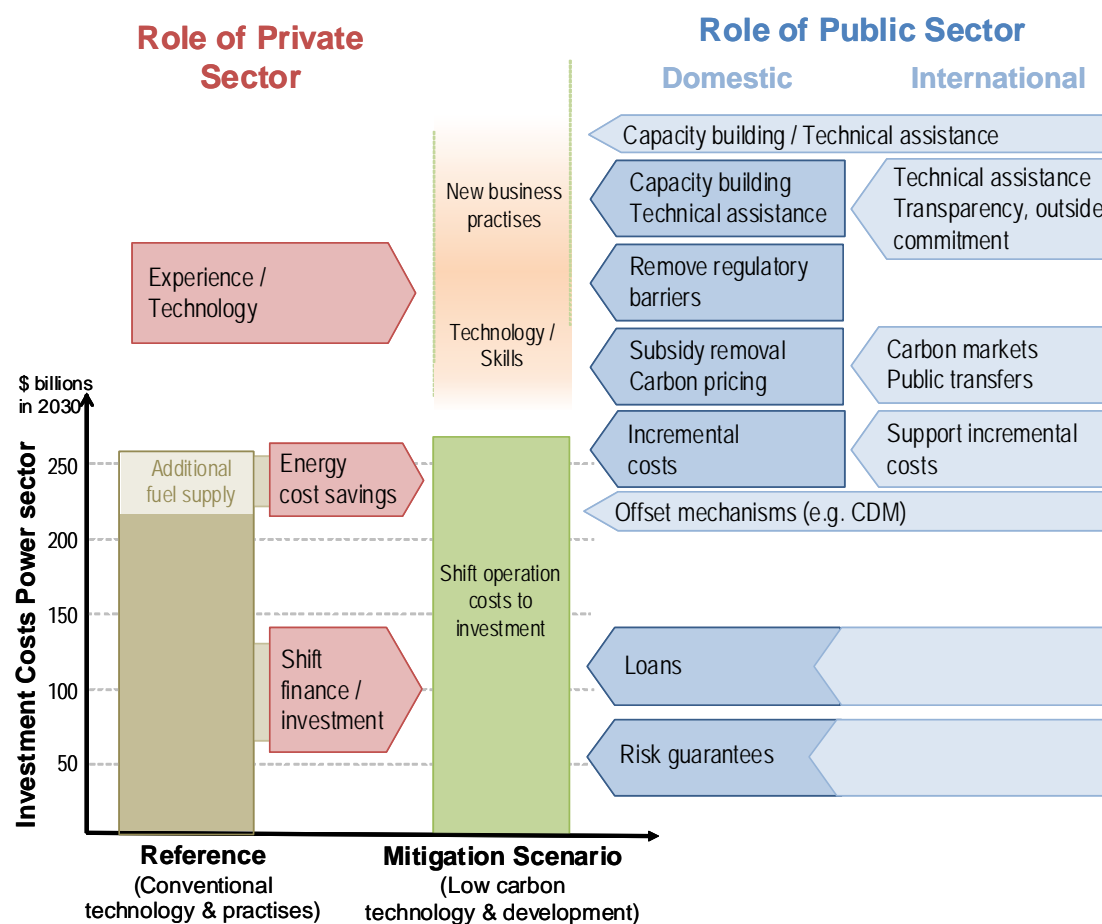 Role of Private
Sector
Role of Public Sector
Domestic
International
Capacity building / Technical assistance
New business
practises
Capacity building
Technical assistance
Technical assistance
Transparency, outside
commitment
Experience /
Technology
Remove regulatory
barriers
Technology /
Skills
Subsidy removal
Carbon pricing
Carbon markets
Public transfers
$ billions
in 2030
Investment Costs Power sector
250
200
150
100
50
Additional
fuel supply
Energy
cost savings
Incremental
costs
Support incremental
costs
Offset mechanisms (e.g. CDM)
Shift operation
costs to
investment
Shift
finance /
investment
Loans
Risk guarantees
Reference
(Conventional
technology & practises)
Mitigation Scenario
(Low carbon
technology & development)